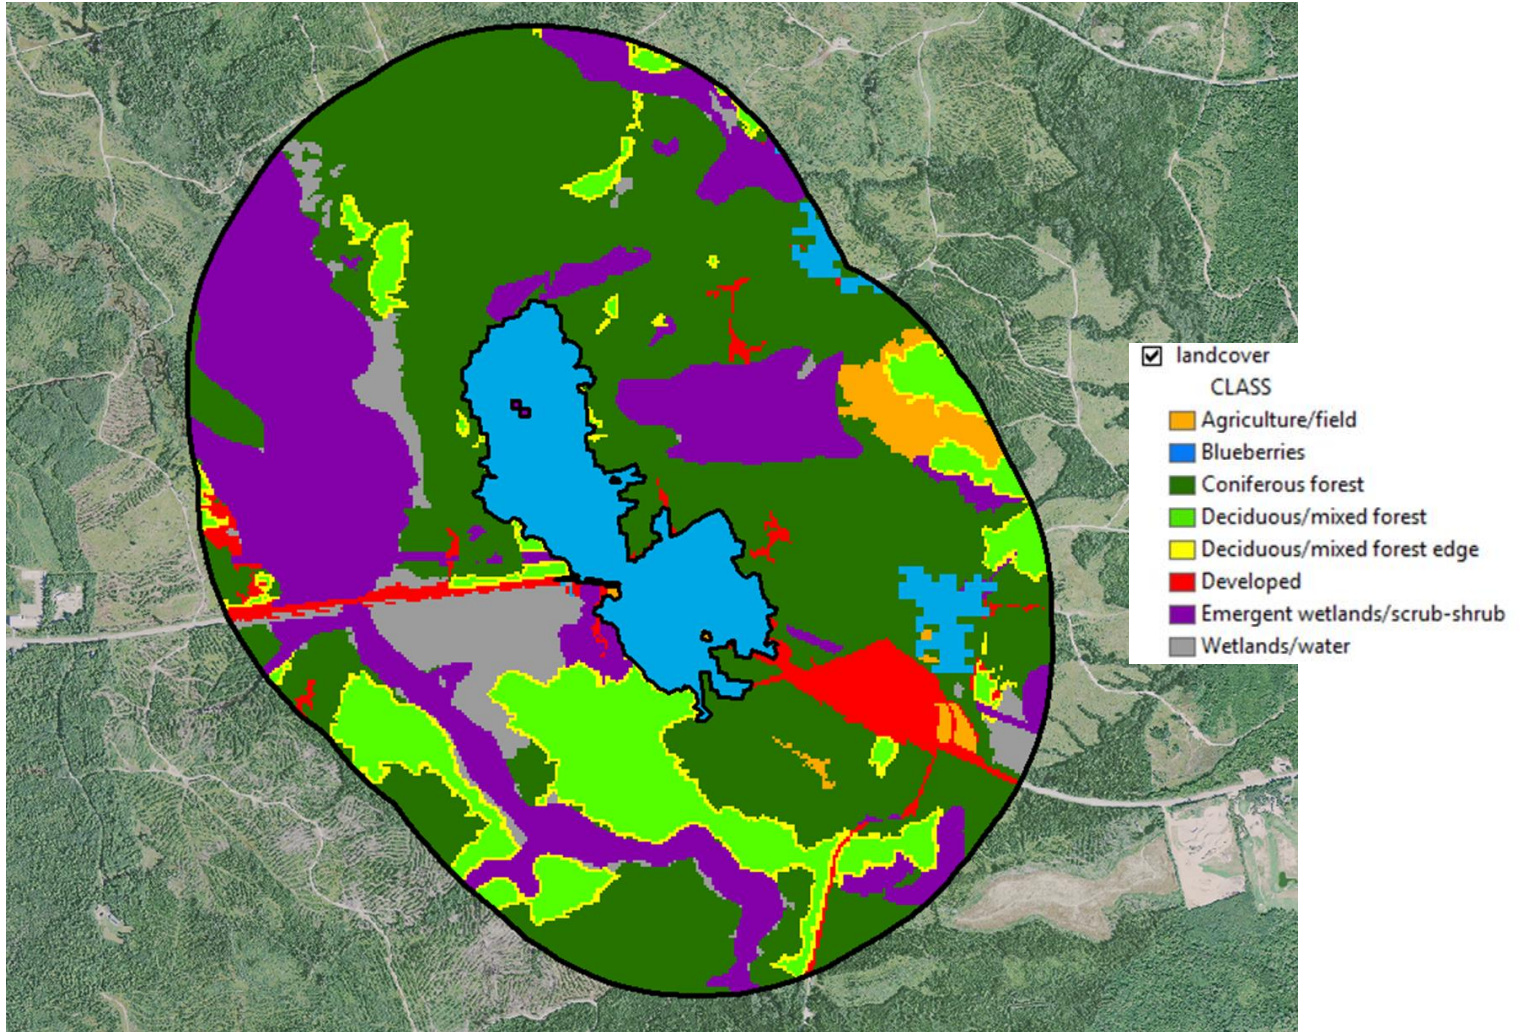 landcover
CLASS
Agriculture/field
Blueberries
Coniferous forest
Deciduous/mixed forest
Deciduous/mixed forest edge
Developed
Emergent wetlands/scrub-shrub
Wetlands/water